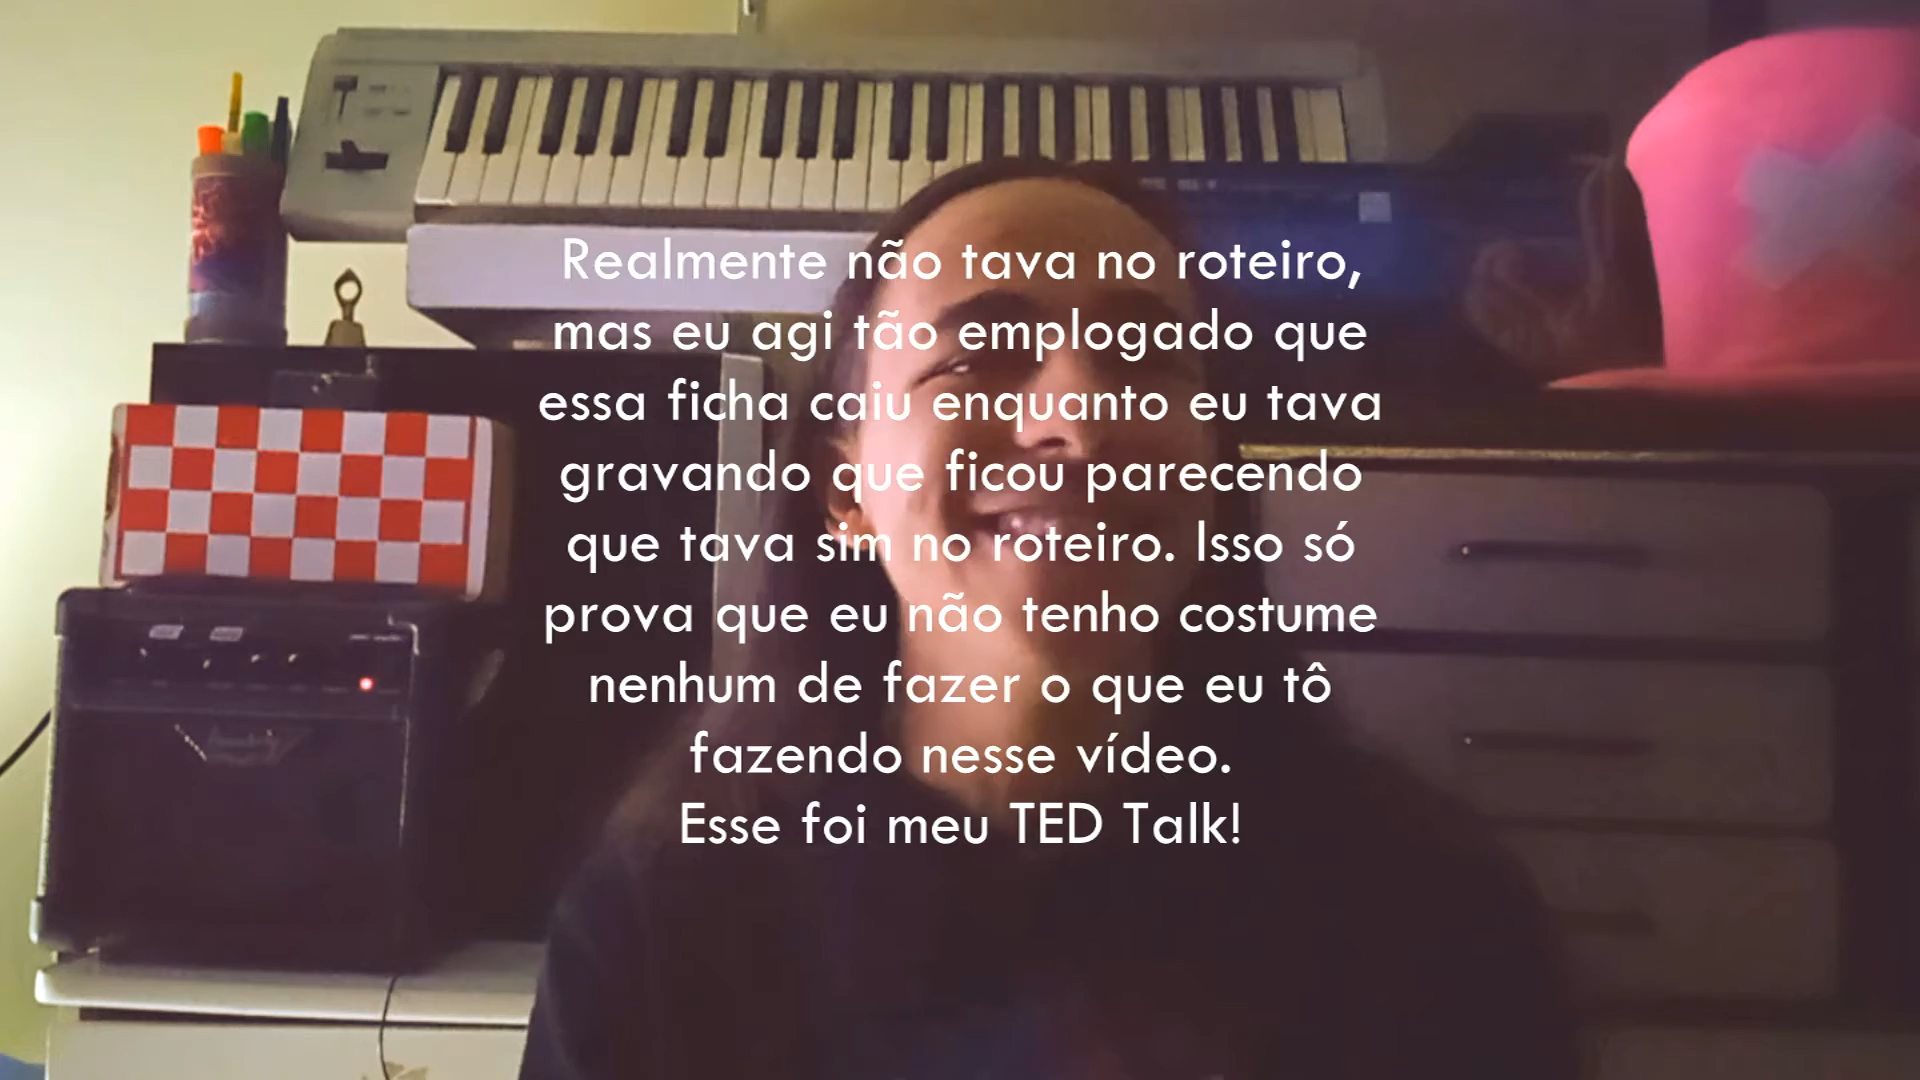 Realmente não tava no roteiro,
mas eu agi tão emplogado que
essa ficha caiu enquanto eu tava
gravando que ficou parecendo
que tava sim no roteiro. Isso só
prova que eu não tenho costume
nenhum de fazer o que eu tô
fazendo nesse vídeo.
Esse foi meu TED Talk!